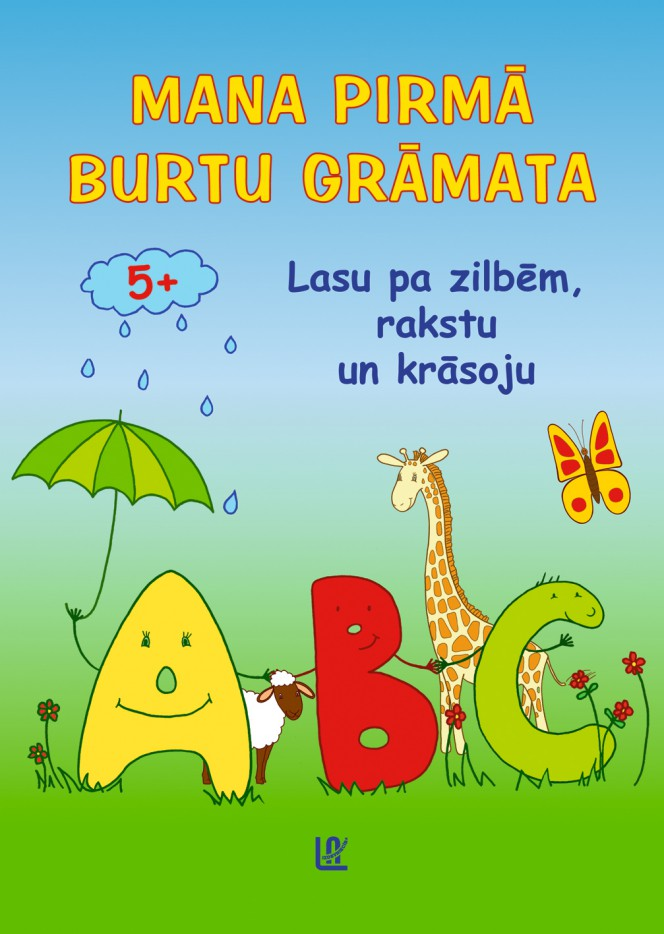 MANA PIRMĀ
BURTU GRĀMATA
5+
Lasu pa zilbēm,
rakstu
un krāsoju
A B C